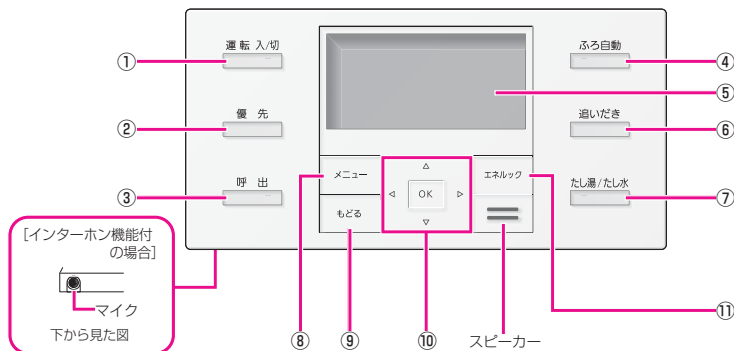 運転 入/切
ふろ自動
①
④
⑤
優 先
追いだき
②
⑥
メニュー
エネルック
呼 出
OK
たし湯/たし水
③
⑦
もどる
[インターホン機能付
の場合]
マイク
下から見た図
⑧
⑨
⑩
スピーカー
⑪